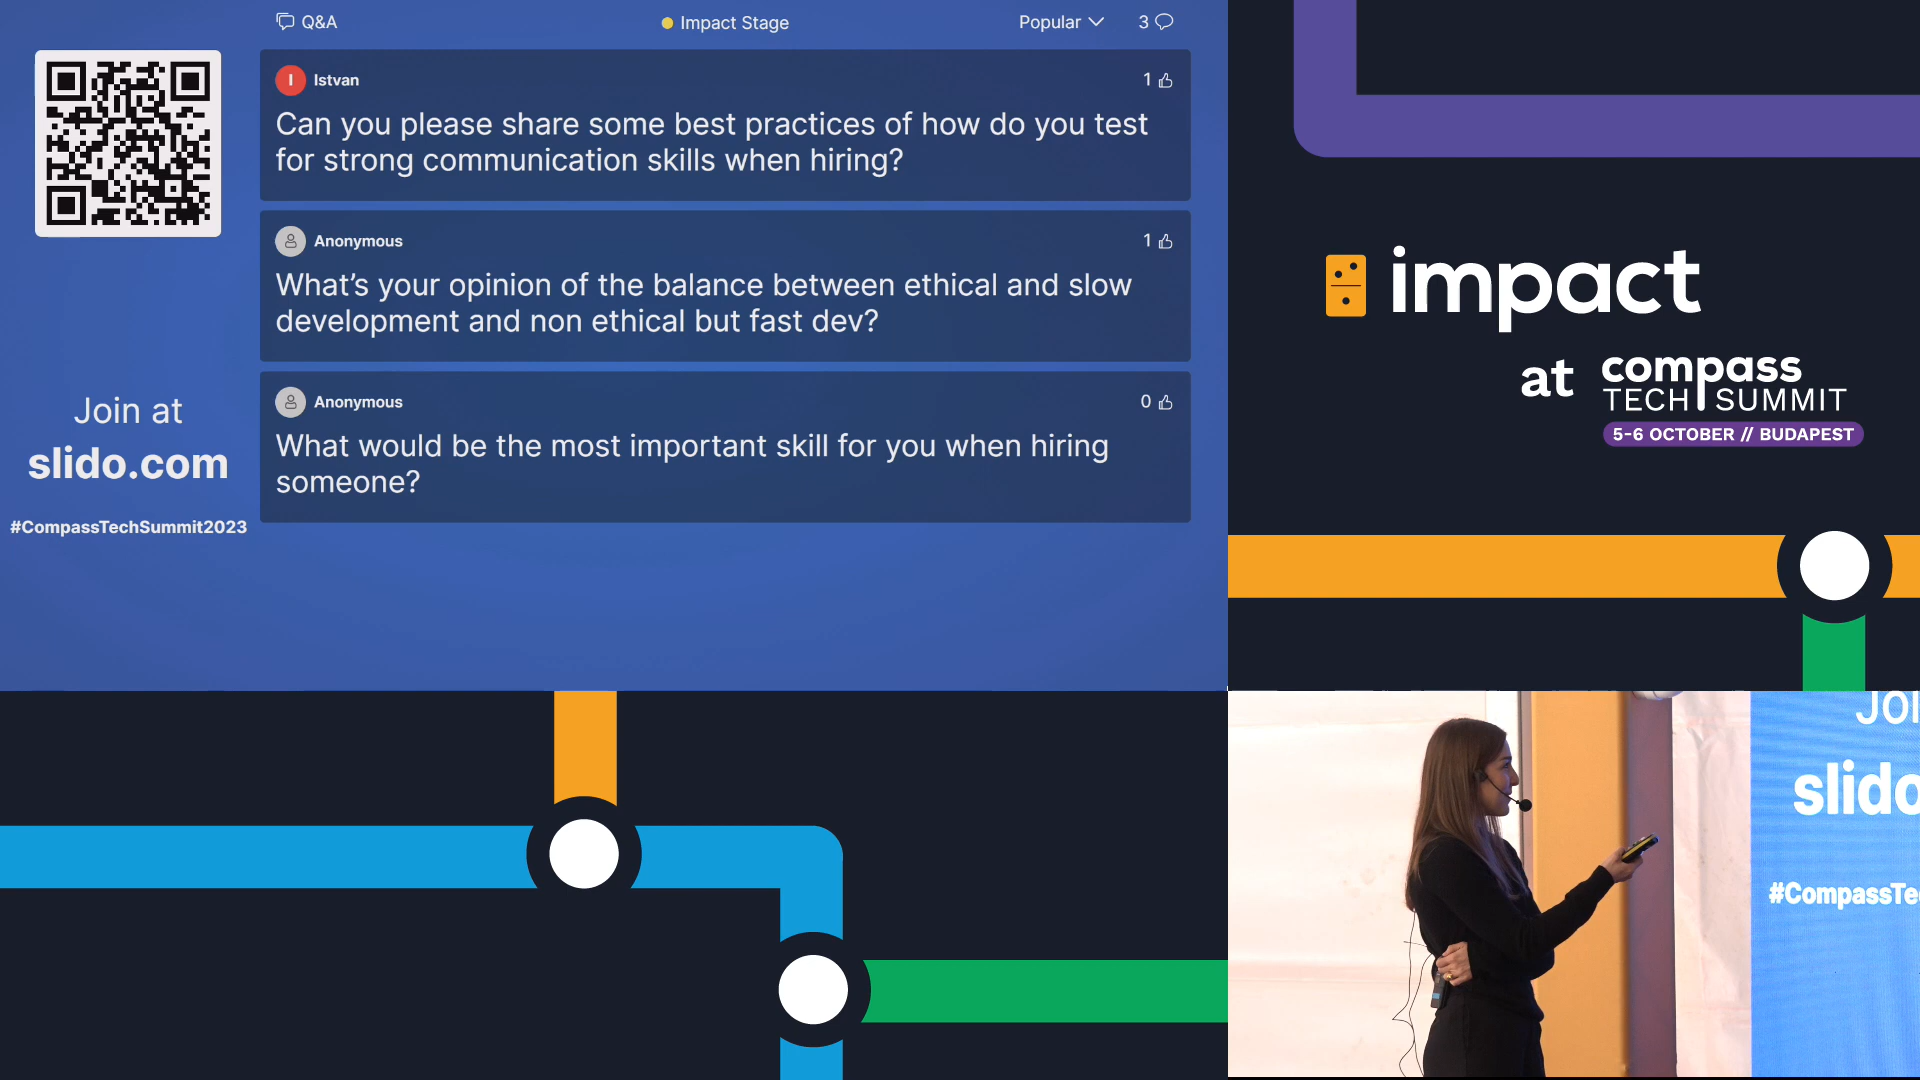 Q&A
Impact Stage
Popular
3
I
Istvan
1
Can you please share some best practices of how do you test
for strong communication skills when hiring?
Anonymous
1
What's your opinion of the balance between ethical and slow
development and non ethical but fast dev?
Anonymous
0
What would be the most important skill for you when hiring
someone?
Join at
slido.com
#CompassTechSummit2023
impact
at
compass
TECH SUMMIT
5-6 OCTOBER // BUDAPEST
Joi
slido
#CompassTe